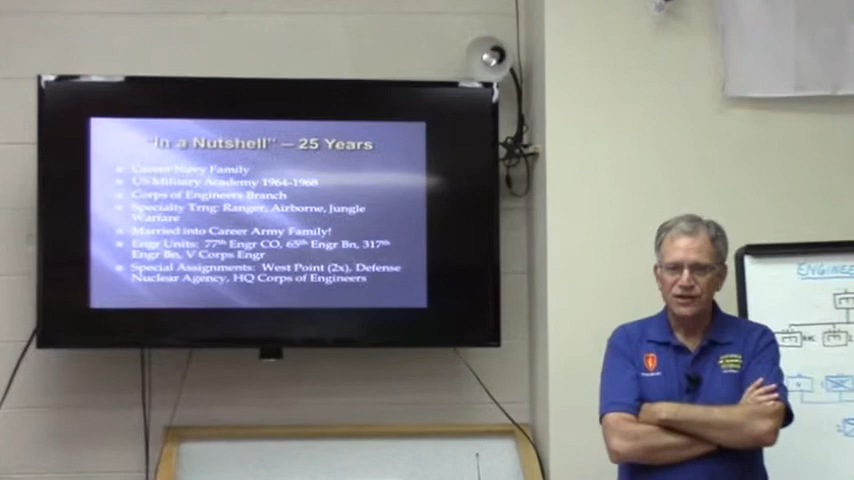 "In a Nutshell" – 25 Years
Career Navy Family
US Military Academy 1964-1968
Corps of Engineers Branch
Specialty Trng: Ranger, Airborne, Jungle
Warfare
Married into Career Army Family!
Engr Units: 77th Engr CO, 65th Engr Bn, 317th
Engr Bn, V Corps Engr
Special Assignments: West Point (2x), Defense
Nuclear Agency, HQ Corps of Engineers
ENGINEE